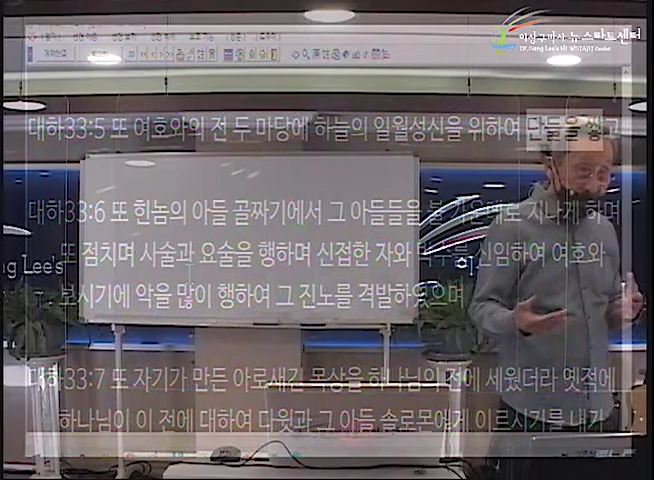 이상구박사 뉴스타트센터
Dr.Sang Lee's NEWSTART Center
대하33:5 또 여호와의 전 두 마당에 하늘의 일월성신을 위하여 단들을 쌓고
대하33:6 또 힌놈의 아들 골짜기에서 그 아들들을 불 가운데로 지나게 하며
또 점치며 사술과 요술을 행하며 신접한 자와 박수를 신임하여 여호와
보시기에 악을 많이 행하여 그 진노를 격발하였으며
ng Lee's
대하33:7 또 자기가 만든 아로새긴 목상을 하나님의 전에 세웠더라 옛적에
하나님이 이 전에 대하여 다윗과 그 아들 솔로몬에게 이르시기를 내가